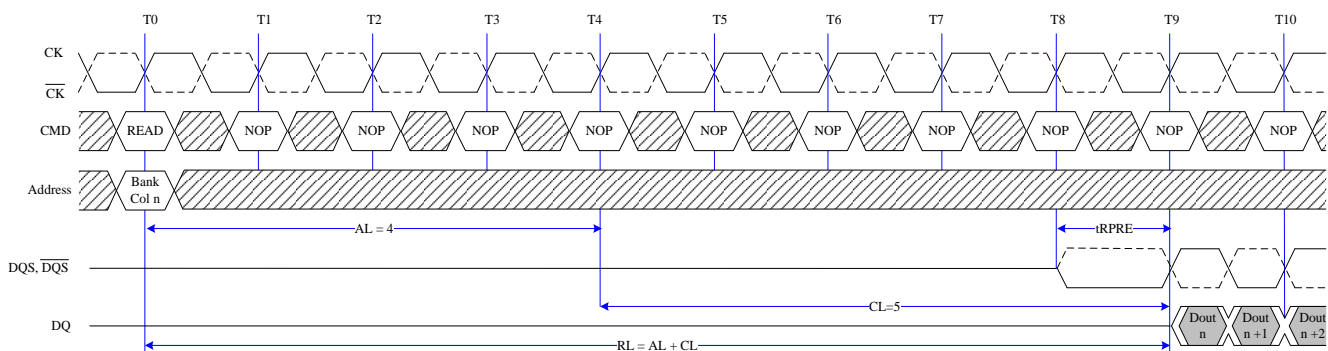 T0 T1 T2 T3 T4 T5 T6 T7 T8 T9 T10
CK
CK
CMD READ NOP NOP NOP NOP NOP NOP NOP NOP NOP NOP
Address Bank
Col n
AL = 4 tRPRE
DQS, DQS
CL=5
DQ Dout Dout Dout
n n +1 n +2
RL = AL + CL